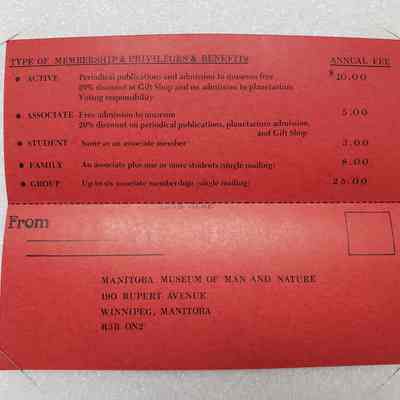 TYPE OF MEMBERSHIP & PRIVILEGES & BENEFITS ANNUAL FEE
• ACTIVE Periodical publications and admission to museum free $10.00
20% discount at Gift Shop and on admission to planetarium
Voting responsibility
• ASSOCIATE Free admission to museum 5.00
20% discount on periodical publications, planetarium admission,
and Gift Shop
• STUDENT Same as an associate member 3.00
• FAMILY An associate plus one or more students (single mailing) 8.00
• GROUP Up to six associate memberships (single mailing) 25.00
From
MANITOBA MUSEUM OF MAN AND NATURE
190 RUPERT AVENUE
WINNIPEG, MANITOBA
R3B ON2